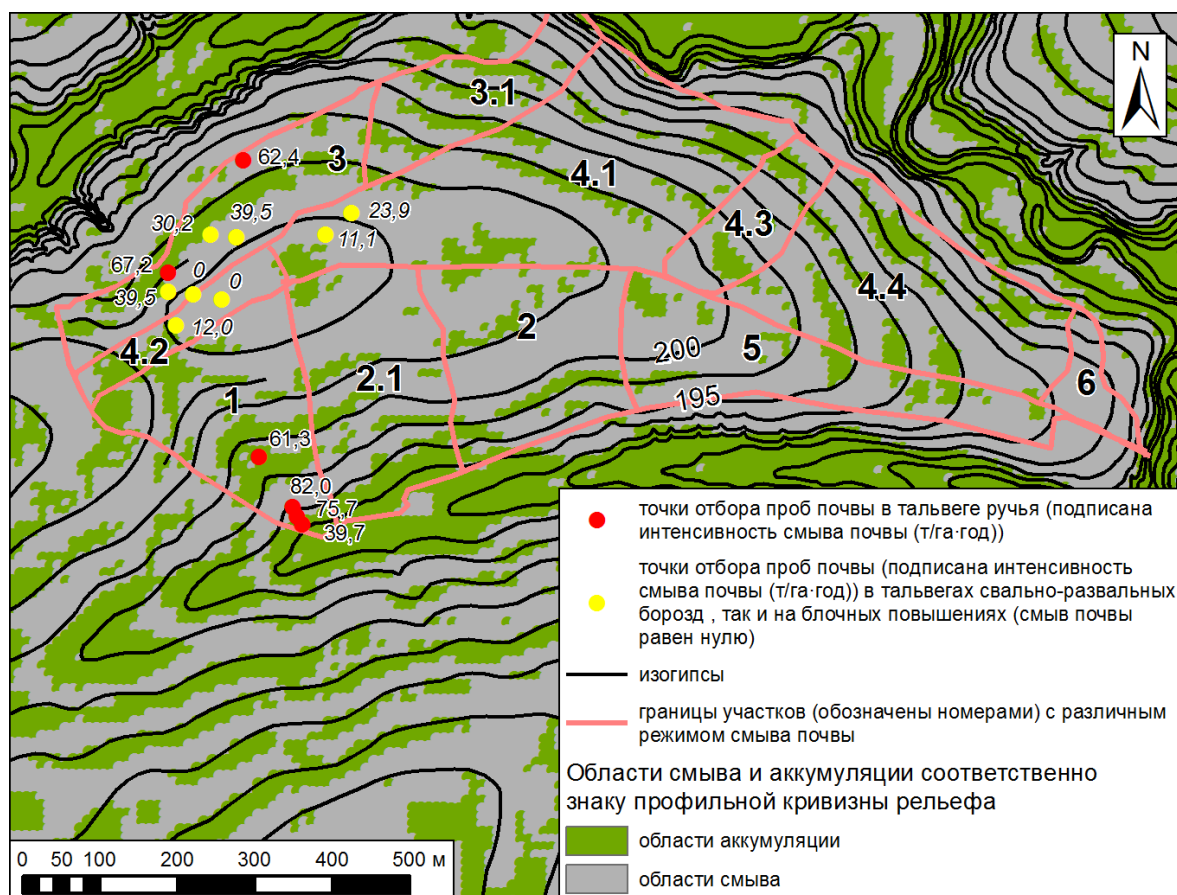 N
3.1
62,4
3
4.1
30,2
39,5
23,9
11,1
4.3
67,2
0
39,5
0
4.4
12,0
4.2
2
200
5
1
2.1
195
6
61,3
82,0
75,7
39,7
точки отбора проб почвы в тальвеге ручья (подписана
интенсивность смыва почвы (т/га·год))
точки отбора проб почвы (подписана интенсивность
смыва почвы (т/га·год)) в тальвегах свально-развальных
борозд , так и на блочных повышениях (смыв почвы
равен нулю)
изогипсы
границы участков (обозначены номерами) с различным
режимом смыва почвы
Области смыва и аккумуляции соответственно
знаку профильной кривизны рельефа
области аккумуляции
области смыва
0 50 100 200 300 400 500 м